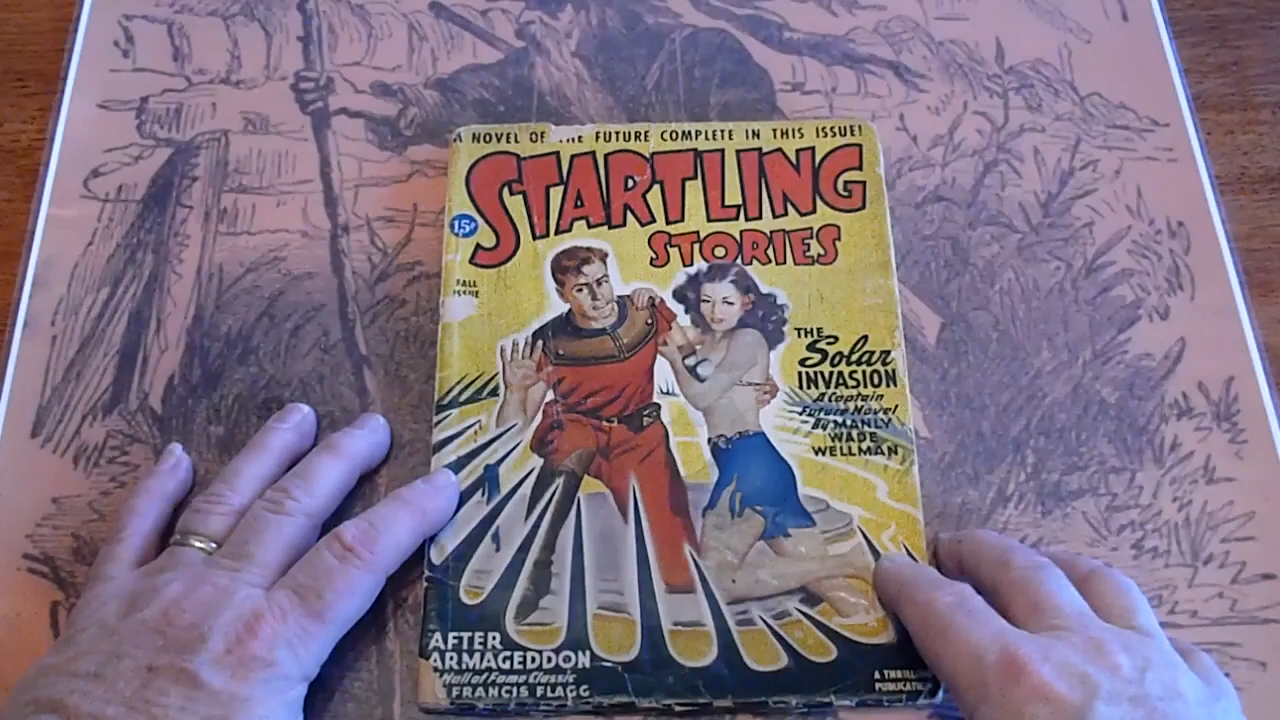 A NOVEL OF THE FUTURE COMPLETE IN THIS ISSUE!
STARTLING
STORIES
15¢
FALL
ISSUE
THE
Solar
INVASION
A Captain
Future Novel
By MANLY
WADE
WELLMAN
AFTER
ARMAGEDDON
A Hall of Fame Classic
FRANCIS FLAGG
A THRILLING
PUBLICATION